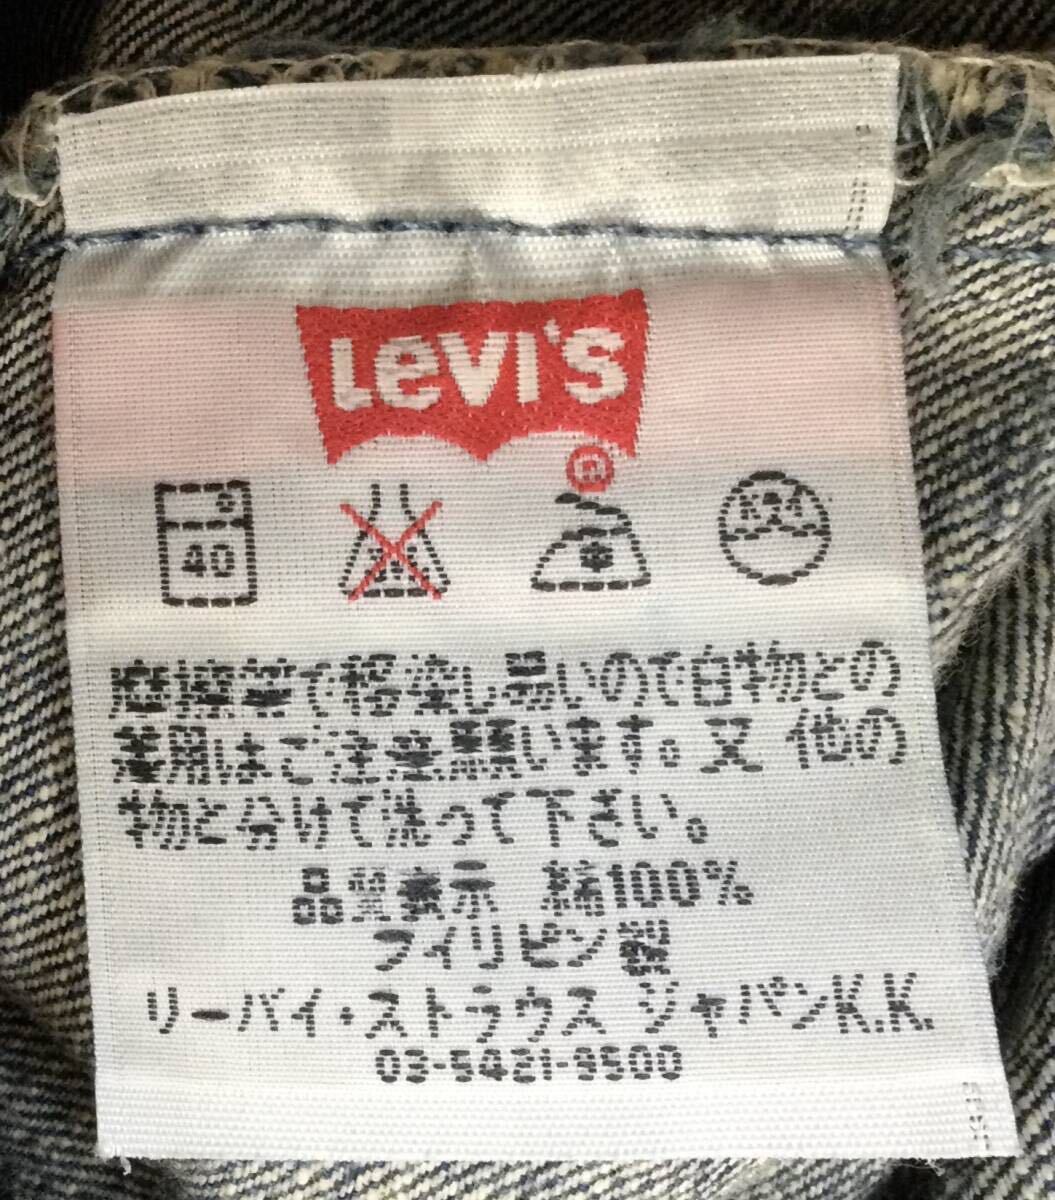 Levi's
®
40
摩擦等で移染し易いので白物との
着用はご注意願います。又 他の
物と分けて洗って下さい。
品質表示 綿100%
フィリピン製
リーバイ・ストラウス ジャパンK.K.
03-5421-9500